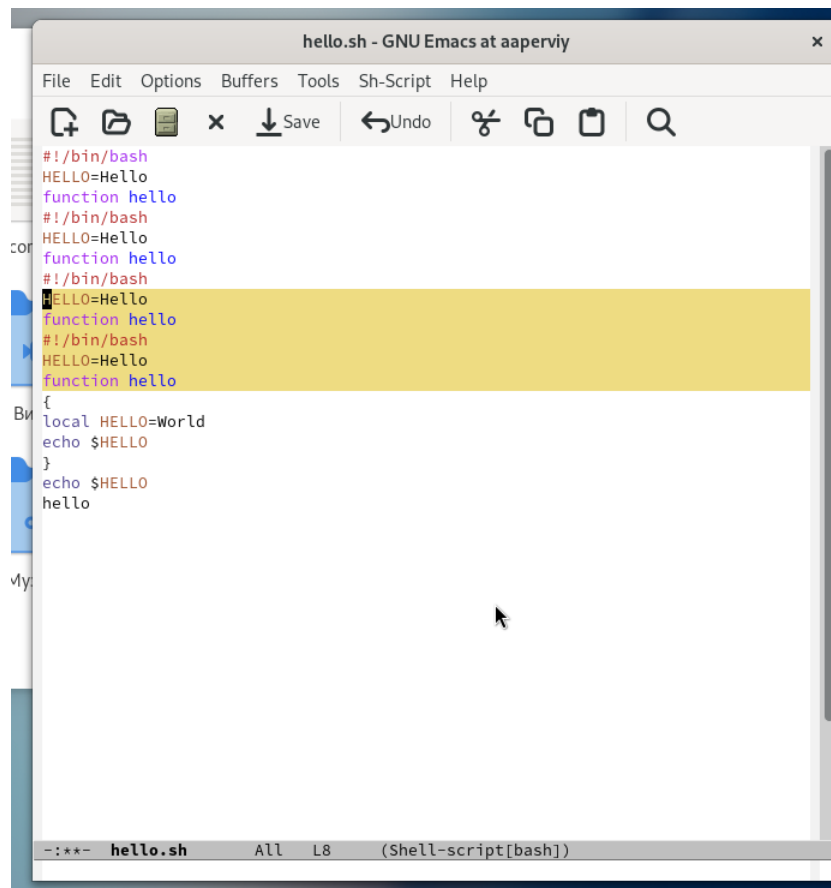 hello.sh - GNU Emacs at aaperviy
File Edit Options Buffers Tools Sh-Script Help
Save Undo
#!/bin/bash
HELLO=Hello
function hello
#!/bin/bash
HELLO=Hello
function hello
#!/bin/bash
HELLO=Hello
function hello
#!/bin/bash
HELLO=Hello
function hello
{
local HELLO=World
echo $HELLO
}
echo $HELLO
hello
-:**- hello.sh All L8 (Shell-script[bash])